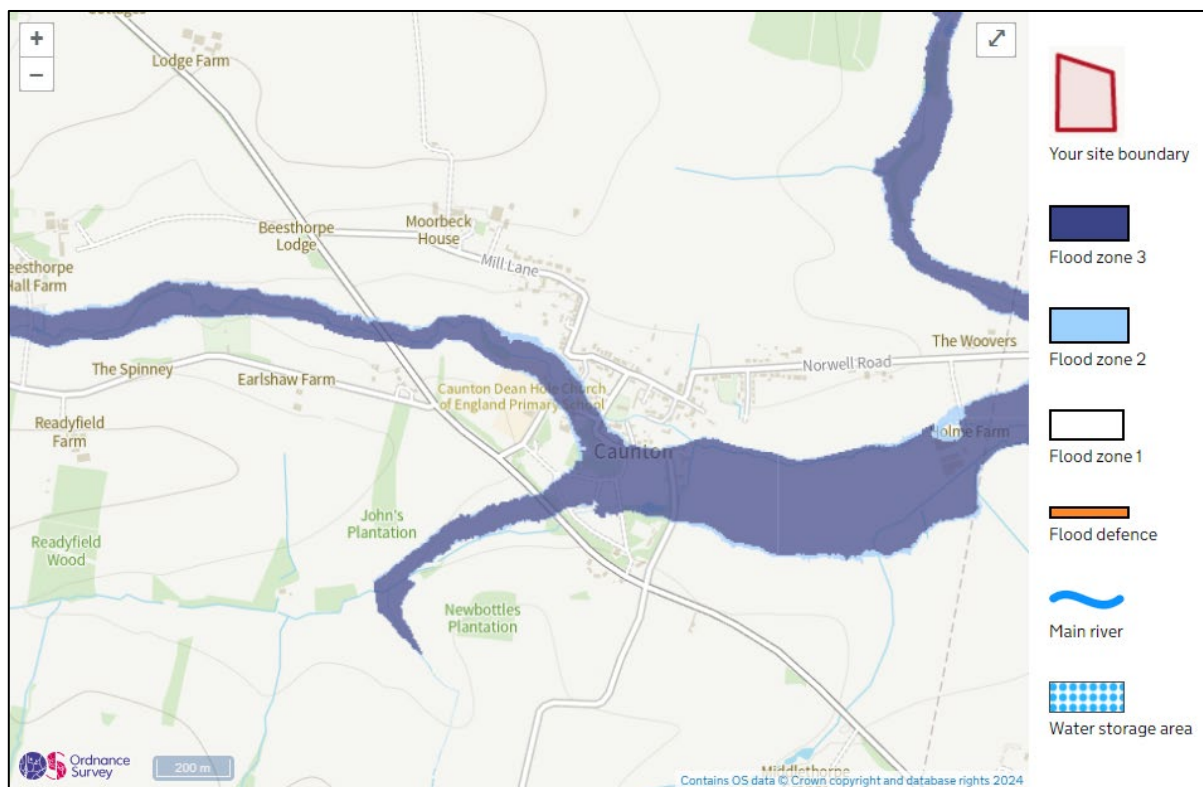 Cottages
Lodge Farm
Beesthorpe
Lodge
Moorbeck
House
Mill Lane
Beesthorpe
Hall Farm
The Spinney
Earlshaw Farm
Readyfield
Farm
Caunton Dean Hole Church
of England Primary School
Caunton
Norwell Road
The Woovers
Holme Farm
John's
Plantation
Readyfield
Wood
Newbottles
Plantation
Middlethorpe
Ordnance
Survey
200 m
Contains OS data © Crown copyright and database rights 2024
Your site boundary
Flood zone 3
Flood zone 2
Flood zone 1
Flood defence
Main river
Water storage area